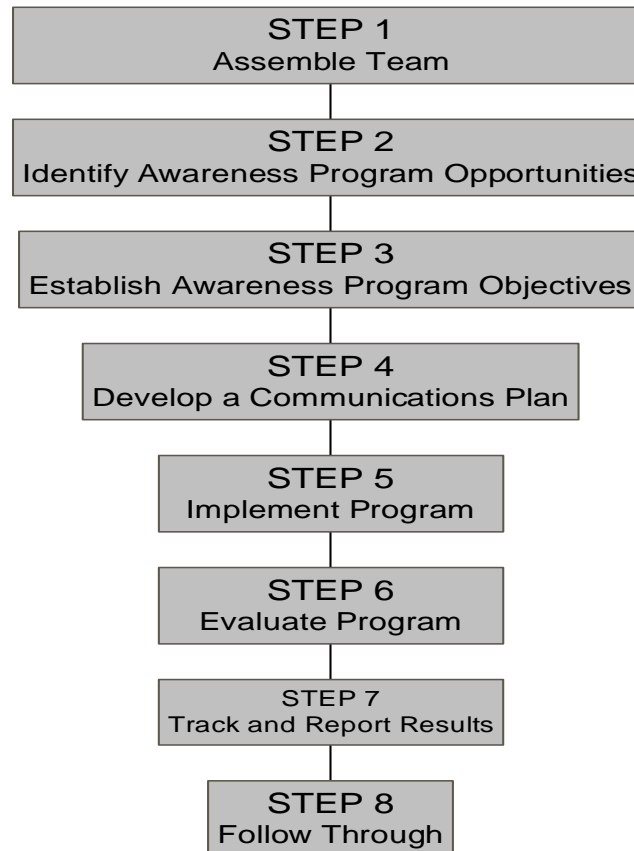 STEP 1
Assemble Team
STEP 2
Identify Awareness Program Opportunities
STEP 3
Establish Awareness Program Objectives
STEP 4
Develop a Communications Plan
STEP 5
Implement Program
STEP 6
Evaluate Program
STEP 7
Track and Report Results
STEP 8
Follow Through